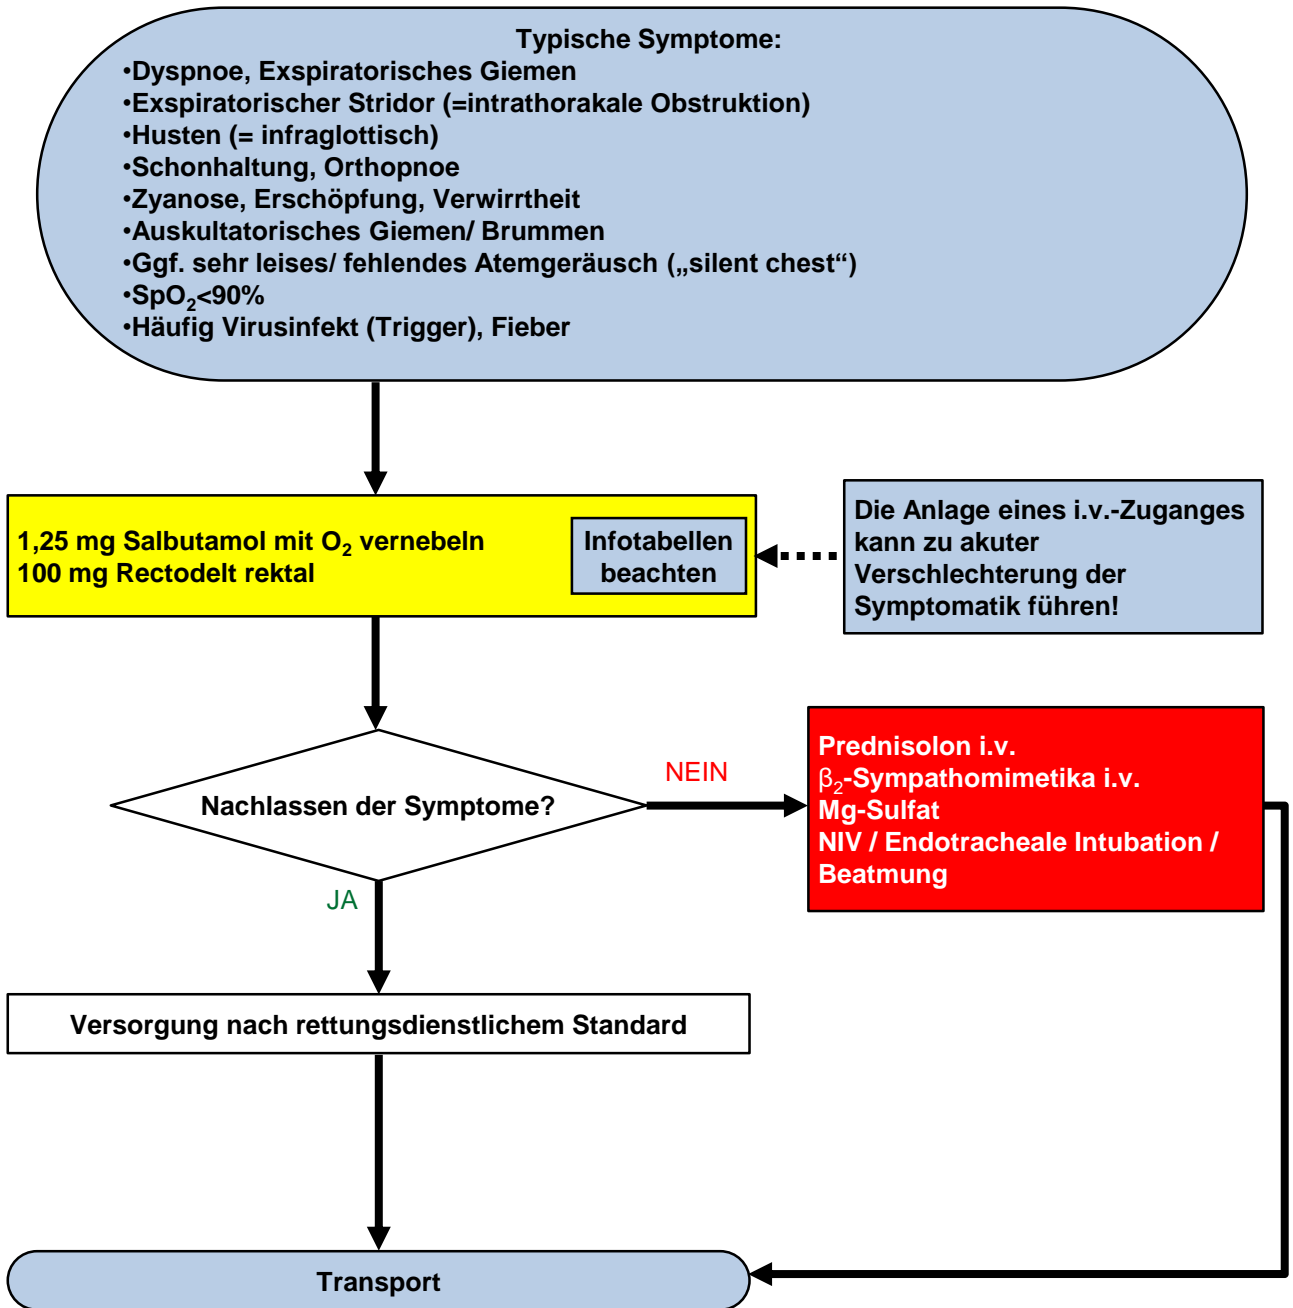 Typische Symptome:
•Dyspnoe, Exspiratorisches Giemen
•Exspiratorischer Stridor (=intrathorakale Obstruktion)
•Husten (= infraglottisch)
•Schonhaltung, Orthopnoe
•Zyanose, Erschöpfung, Verwirrtheit
•Auskultatorisches Giemen/ Brummen
•Ggf. sehr leises/ fehlendes Atemgeräusch („silent chest“)
•SpO₂<90%
•Häufig Virusinfekt (Trigger), Fieber
1,25 mg Salbutamol mit O₂ vernebeln
100 mg Rectodelt rektal
Infotabellen
beachten
Die Anlage eines i.v.-Zuganges
kann zu akuter
Verschlechterung der
Symptomatik führen!
Nachlassen der Symptome?
NEIN
Prednisolon i.v.
β₂-Sympathomimetika i.v.
Mg-Sulfat
NIV / Endotracheale Intubation /
Beatmung
JA
Versorgung nach rettungsdienstlichem Standard
Transport